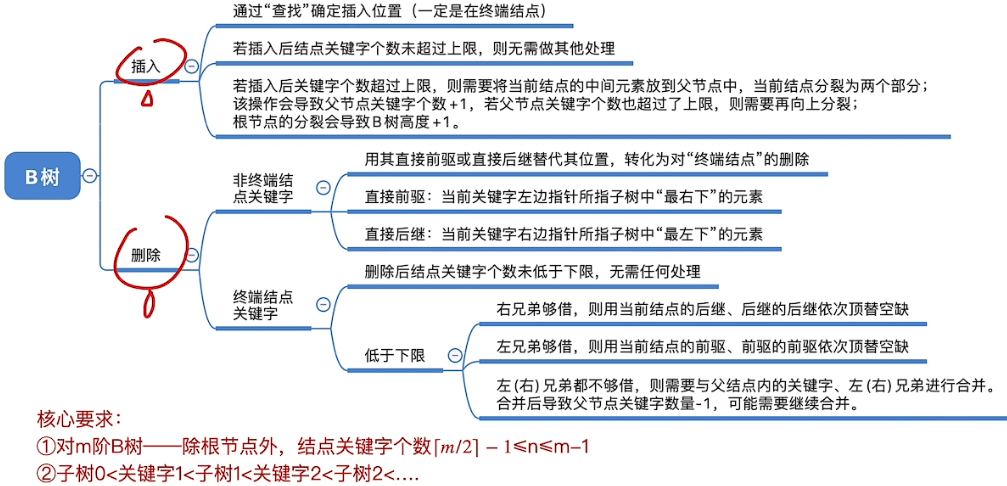 B树
插入
通过“查找”确定插入位置（一定是在终端结点）
若插入后结点关键字个数未超过上限，则无需做其他处理
若插入后关键字个数超过上限，则需要将当前结点的中间元素放到父节点中，当前结点分裂为两个部分；
该操作会导致父节点关键字个数+1，若父节点关键字个数也超过了上限，则需要再向上分裂；
根节点的分裂会导致B树高度+1。
删除
非终端结
点关键字
用其直接前驱或直接后继替代其位置，转化为对“终端结点”的删除
直接前驱：当前关键字左边指针所指子树中“最右下”的元素
直接后继：当前关键字右边指针所指子树中“最左下”的元素
终端结点
关键字
删除后结点关键字个数未低于下限，无需任何处理
低于下限
右兄弟够借，则用当前结点的后继、后继的后继依次顶替空缺
左兄弟够借，则用当前结点的前驱、前驱的前驱依次顶替空缺
左(右)兄弟都不够借，则需要与父结点内的关键字、左(右)兄弟进行合并。
合并后导致父节点关键字数量-1，可能需要继续合并。
核心要求：
①对m阶B树——除根节点外，结点关键字个数⌈m/2⌉ − 1≤n≤m−1
②子树0<关键字1<子树1<关键字2<子树2<....